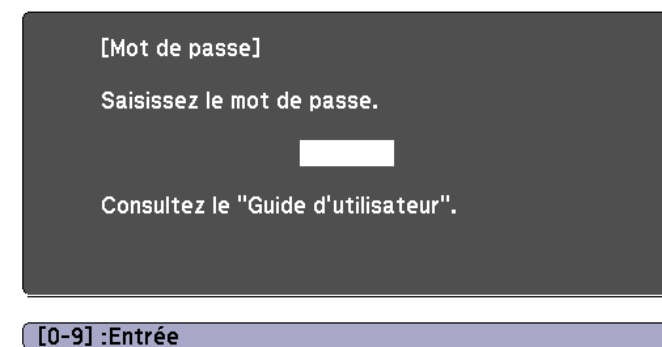 [Mot de passe]
Saisissez le mot de passe.
Consultez le "Guide d'utilisateur".
[0-9] :Entrée